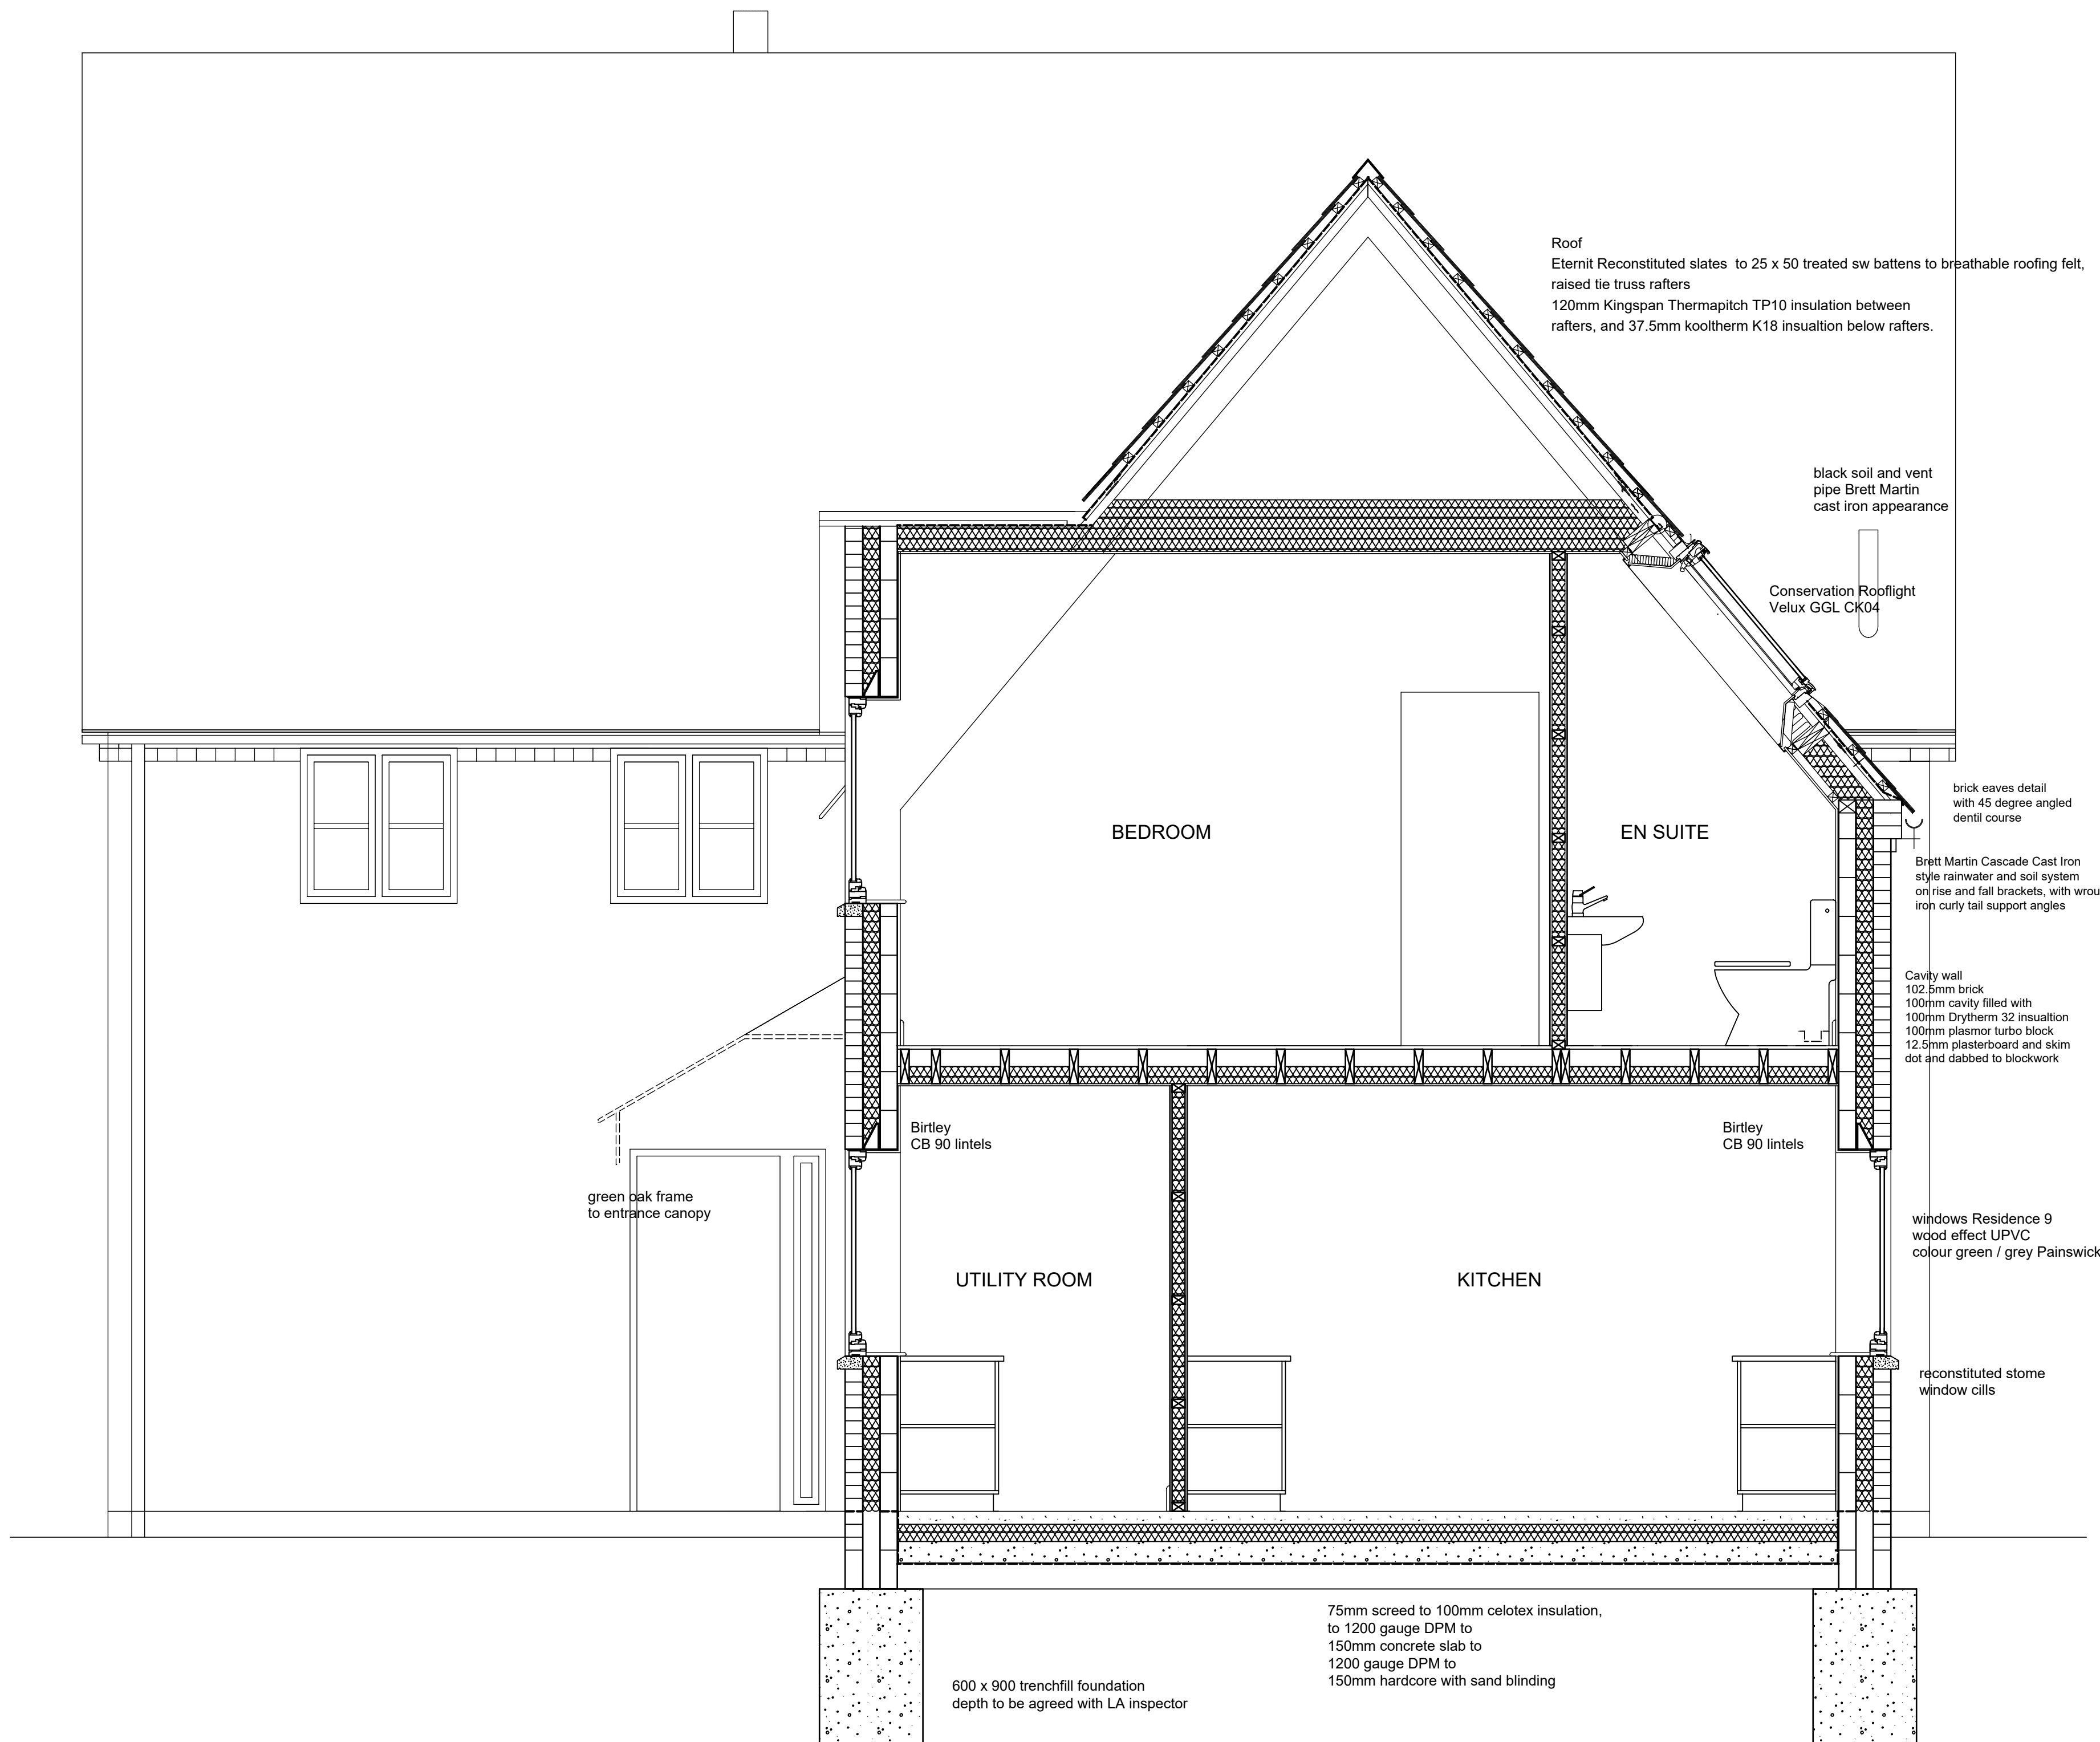 Roof
Eternit Reconstituted slates to 25 x 50 treated sw battens to breathable roofing felt,
raised tie truss rafters
120mm Kingspan Thermapitch TP10 insulation between
rafters, and 37.5mm kooltherm K18 insualtion below rafters.
black soil and vent
pipe Brett Martin
cast iron appearance
Conservation Rooflight
Velux GGL CK04
brick eaves detail
with 45 degree angled
dentil course
BEDROOM
EN SUITE
Brett Martin Cascade Cast Iron
style rainwater and soil system
on rise and fall brackets, with wrou
iron curly tail support angles
Cavity wall
102.5mm brick
100mm cavity filled with
100mm Drytherm 32 insualtion
100mm plasmor turbo block
12.5mm plasterboard and skim
dot and dabbed to blockwork
Birtley
CB 90 lintels
Birtley
CB 90 lintels
green oak frame
to entrance canopy
windows Residence 9
wood effect UPVC
colour green / grey Painswick
UTILITY ROOM
KITCHEN
reconstituted stome
window cills
75mm screed to 100mm celotex insulation,
to 1200 gauge DPM to
150mm concrete slab to
1200 gauge DPM to
150mm hardcore with sand blinding
600 x 900 trenchfill foundation
depth to be agreed with LA inspector